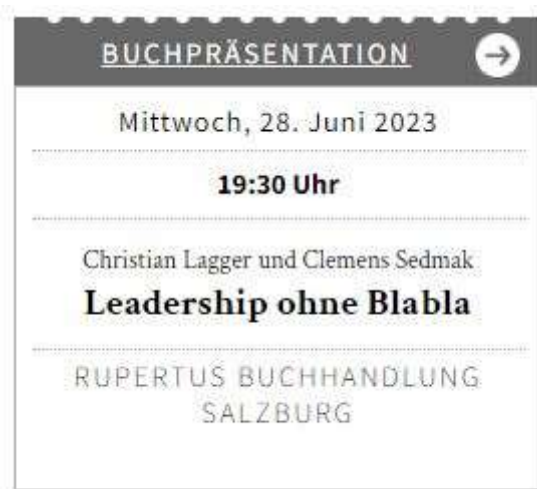 BUCHPRÄSENTATION
Mittwoch, 28. Juni 2023
19:30 Uhr
Christian Lagger und Clemens Sedmak
Leadership ohne Blabla
RUPERTUS BUCHHANDLUNG
SALZBURG